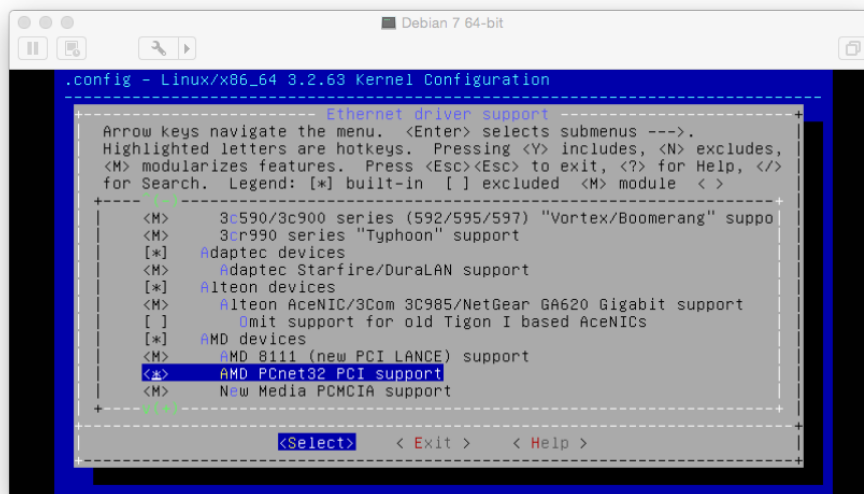 Debian 7 64-bit
.config - Linux/x86_64 3.2.63 Kernel Configuration
Ethernet driver support
Arrow keys navigate the menu. <Enter> selects submenus --->.
Highlighted letters are hotkeys. Pressing <Y> includes, <N> excludes,
<M> modularizes features. Press <Esc><Esc> to exit, <?> for Help, </>
for Search. Legend: [*] built-in [ ] excluded <M> module < >
^(-)
<M> 3c590/3c900 series (592/595/597) "Vortex/Boomerang" suppo
<M> 3cr990 series "Typhoon" support
[*] Adaptec devices
<M> Adaptec Starfire/DuraLAN support
[*] Alteon devices
<M> Alteon AceNIC/3Com 3C985/NetGear GA620 Gigabit support
[ ] Omit support for old Tigon I based AceNICs
[*] AMD devices
<M> AMD 8111 (new PCI LANCE) support
<*> AMD PCnet32 PCI support
<M> New Media PCMCIA support
v(+)
<Select> < Exit > < Help >